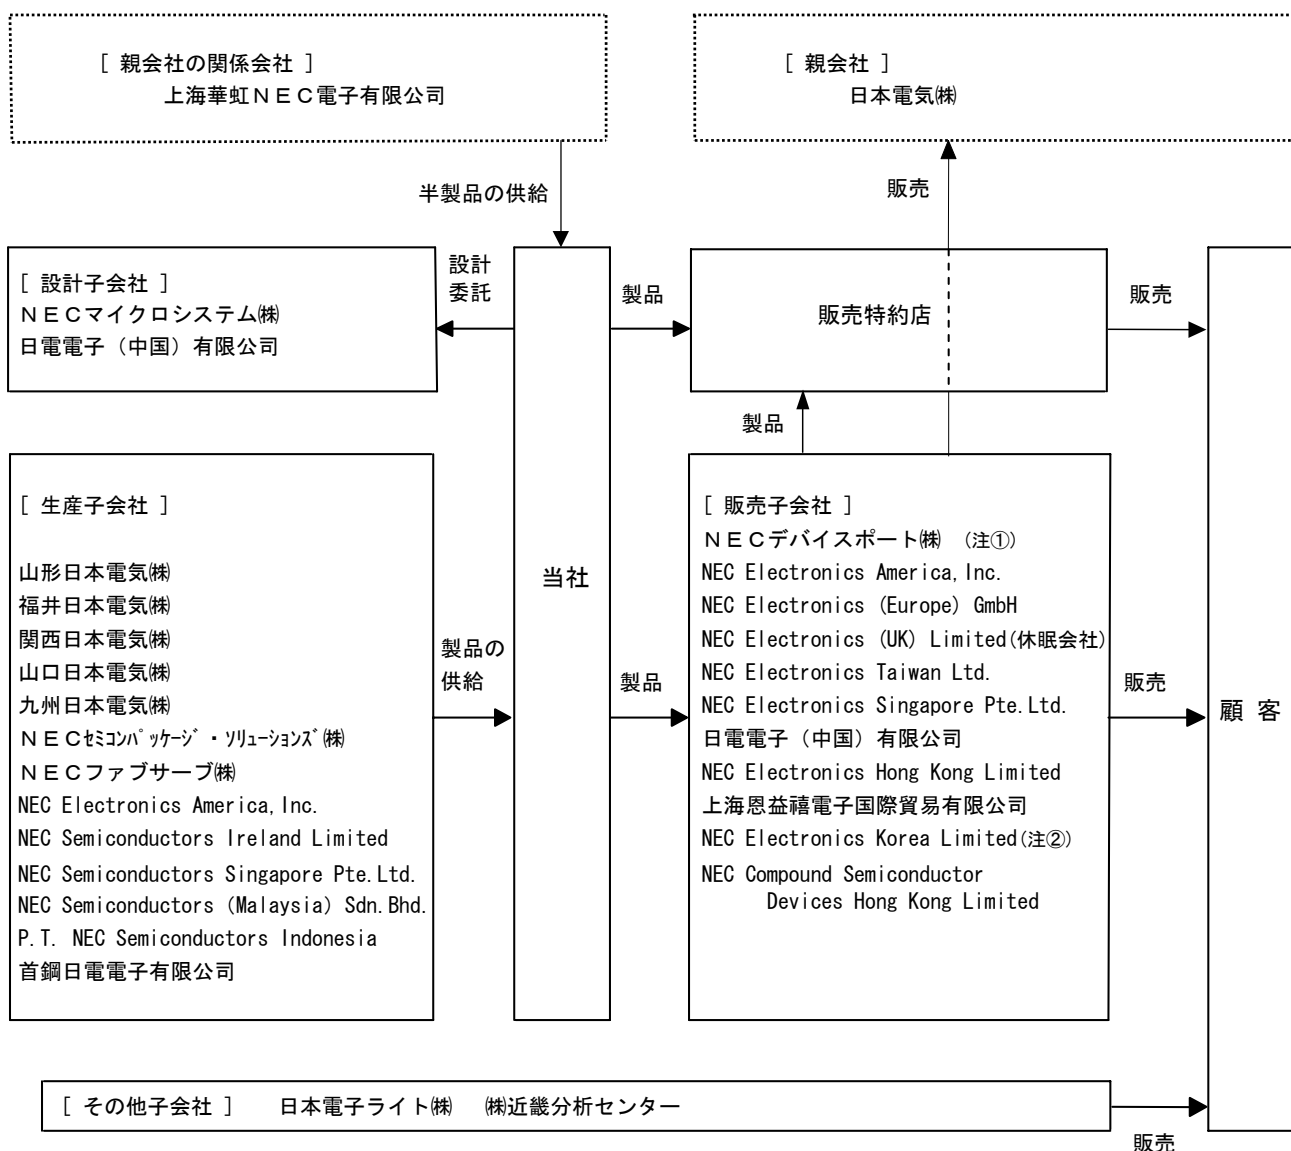 [ 親会社の関係会社 ]
上海華虹ＮＥＣ電子有限公司
[ 親会社 ]
日本電気㈱
半製品の供給
販売
[ 設計子会社 ]
ＮＥＣマイクロシステム㈱
日電電子（中国）有限公司
設計
委託
製品
販売特約店
販売
製品
[ 生産子会社 ]
山形日本電気㈱
福井日本電気㈱
関西日本電気㈱
山口日本電気㈱
九州日本電気㈱
ＮＥＣｾﾐｺﾝﾊﾟｯｹｰｼﾞ・ｿﾘｭｰｼｮﾝｽﾞ㈱
ＮＥＣファブサーブ㈱
NEC Electronics America,Inc.
NEC Semiconductors Ireland Limited
NEC Semiconductors Singapore Pte.Ltd.
NEC Semiconductors (Malaysia) Sdn.Bhd.
P.T. NEC Semiconductors Indonesia
首鋼日電電子有限公司
製品の
供給
当社
製品
[ 販売子会社 ]
ＮＥＣデバイスポート㈱ (注①)
NEC Electronics America,Inc.
NEC Electronics (Europe) GmbH
NEC Electronics (UK) Limited(休眠会社)
NEC Electronics Taiwan Ltd.
NEC Electronics Singapore Pte.Ltd.
日電電子（中国）有限公司
NEC Electronics Hong Kong Limited
上海恩益禧電子国際貿易有限公司
NEC Electronics Korea Limited(注②)
NEC Compound Semiconductor
Devices Hong Kong Limited
販売
顧 客
[ その他子会社 ] 日本電子ライト㈱ ㈱近畿分析センター
販売